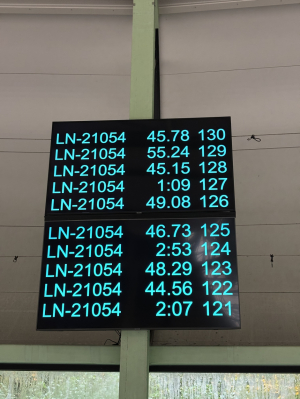 LN-21054 45.78 130
LN-21054 55.24 129
LN-21054 45.15 128
LN-21054 1:09 127
LN-21054 49.08 126
LN-21054 46.73 125
LN-21054 2:53 124
LN-21054 48.29 123
LN-21054 44.56 122
LN-21054 2:07 121